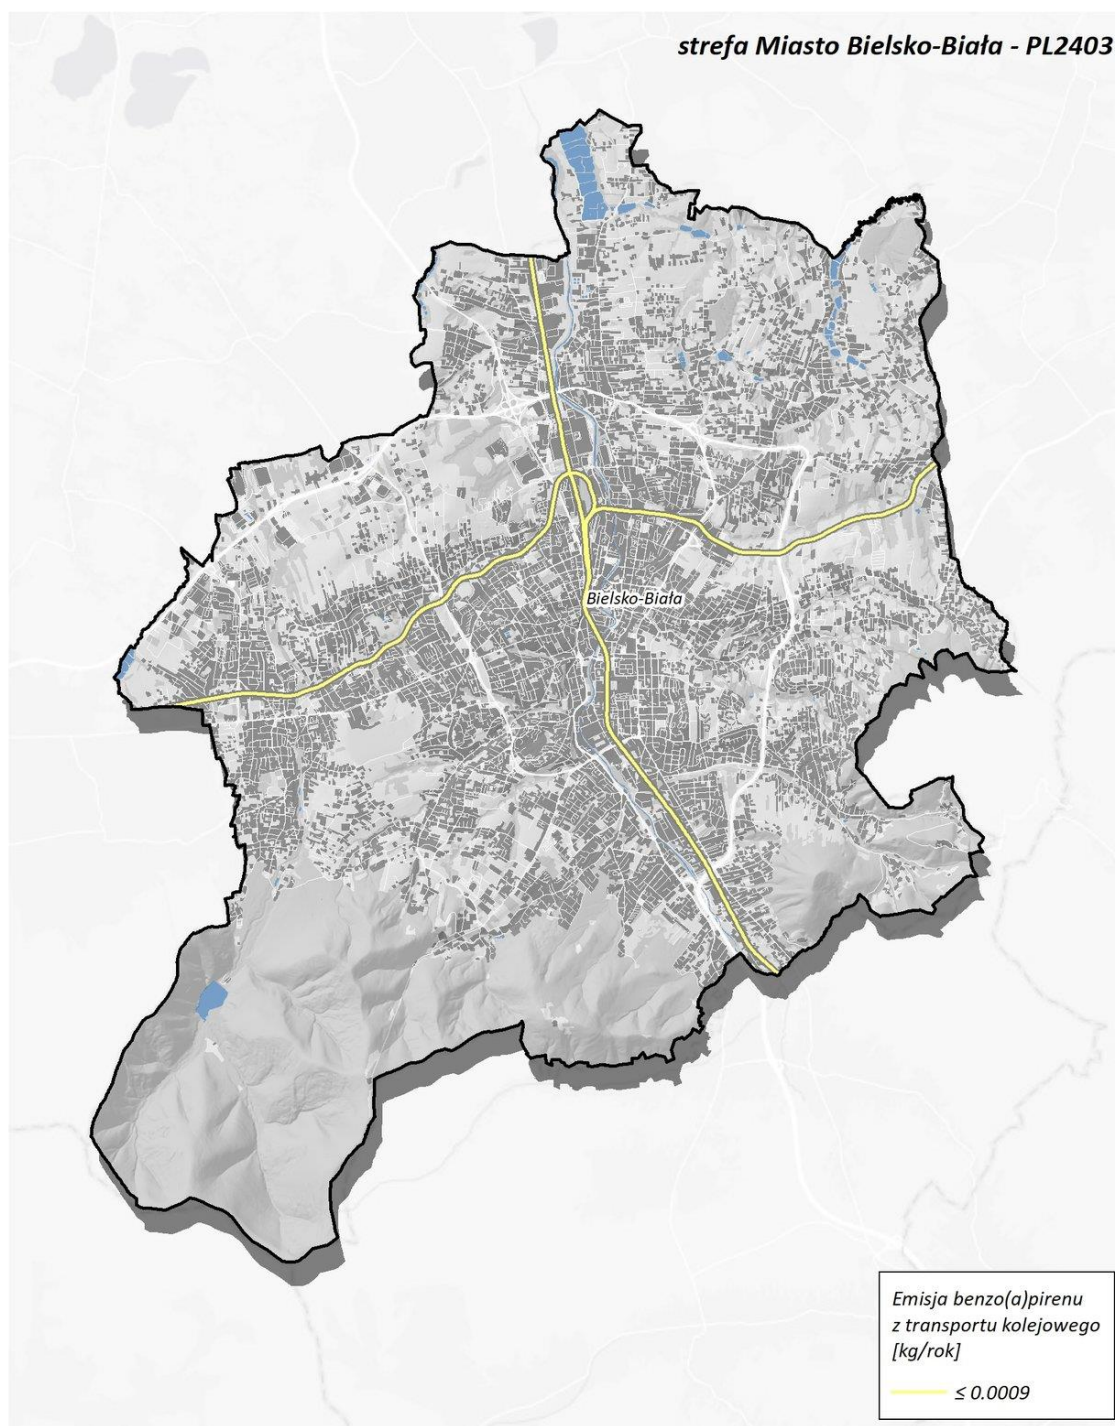 strefa Miasto Bielsko-Biała - PL2403
Bielsko-Biała
Emisja benzo(a)pirenu
z transportu kolejowego
[kg/rok]
≤ 0.0009